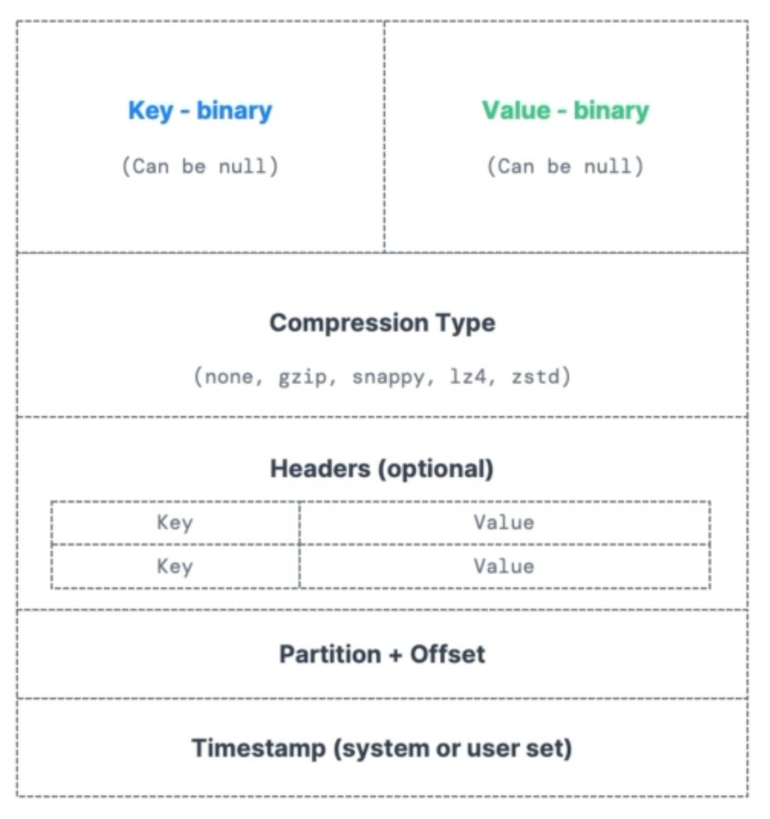 Key - binary
Value - binary
(Can be null)
(Can be null)
Compression Type
(none, gzip, snappy, lz4, zstd)
Headers (optional)
Key
Value
Key
Value
Partition + Offset
Timestamp (system or user set)